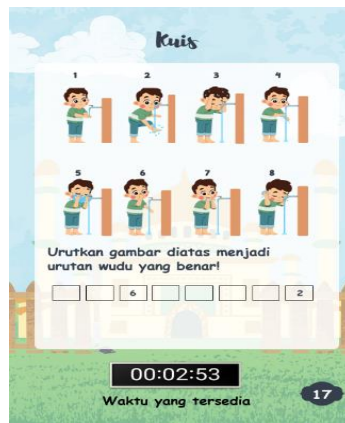 Kuis
1 2 3 4
5 6 7 8
Urutkan gambar diatas menjadi
urutan wudu yang benar!
6 2
00:02:53
Waktu yang tersedia
17